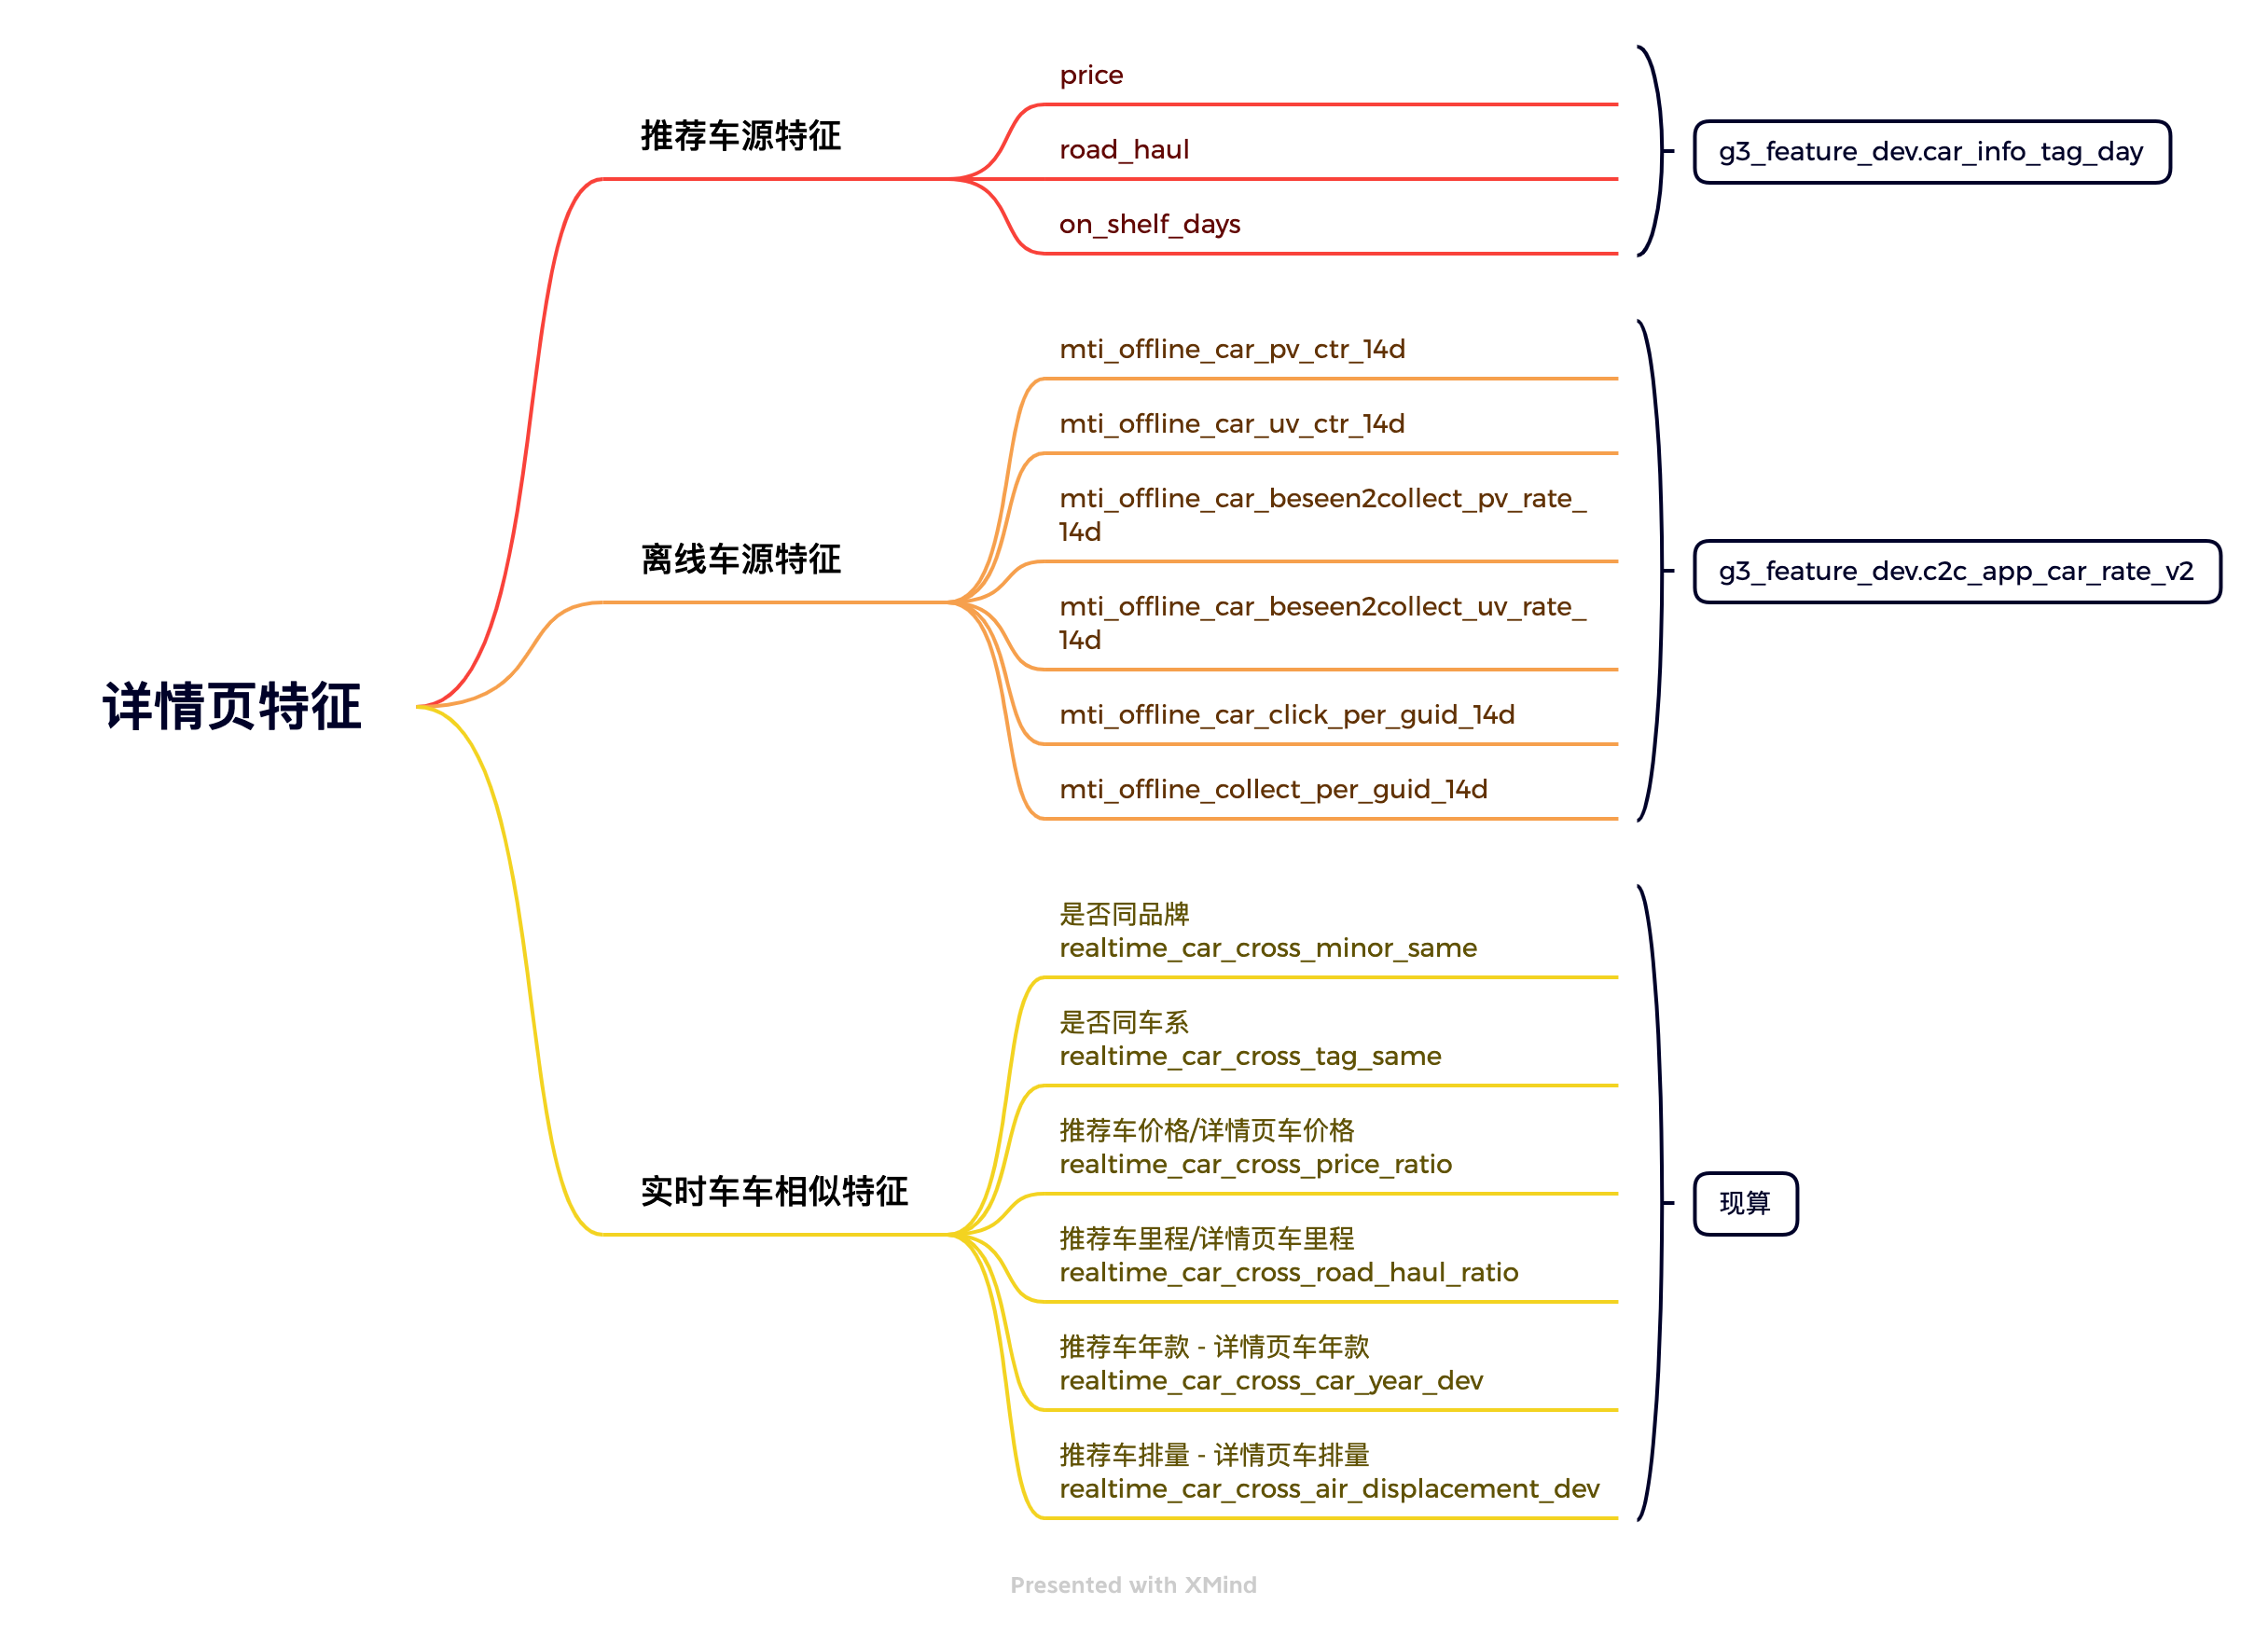 详情页特征
推荐车源特征
price
road_haul
on_shelf_days
g3_feature_dev.car_info_tag_day
离线车源特征
mti_offline_car_pv_ctr_14d
mti_offline_car_uv_ctr_14d
mti_offline_car_beseen2collect_pv_rate_
14d
mti_offline_car_beseen2collect_uv_rate_
14d
mti_offline_car_click_per_guid_14d
mti_offline_collect_per_guid_14d
g3_feature_dev.c2c_app_car_rate_v2
实时车车相似特征
是否同品牌
realtime_car_cross_minor_same
是否同车系
realtime_car_cross_tag_same
推荐车价格/详情页车价格
realtime_car_cross_price_ratio
推荐车里程/详情页车里程
realtime_car_cross_road_haul_ratio
推荐车年款 - 详情页车年款
realtime_car_cross_car_year_dev
推荐车排量 - 详情页车排量
realtime_car_cross_air_displacement_dev
现算
Presented with XMind